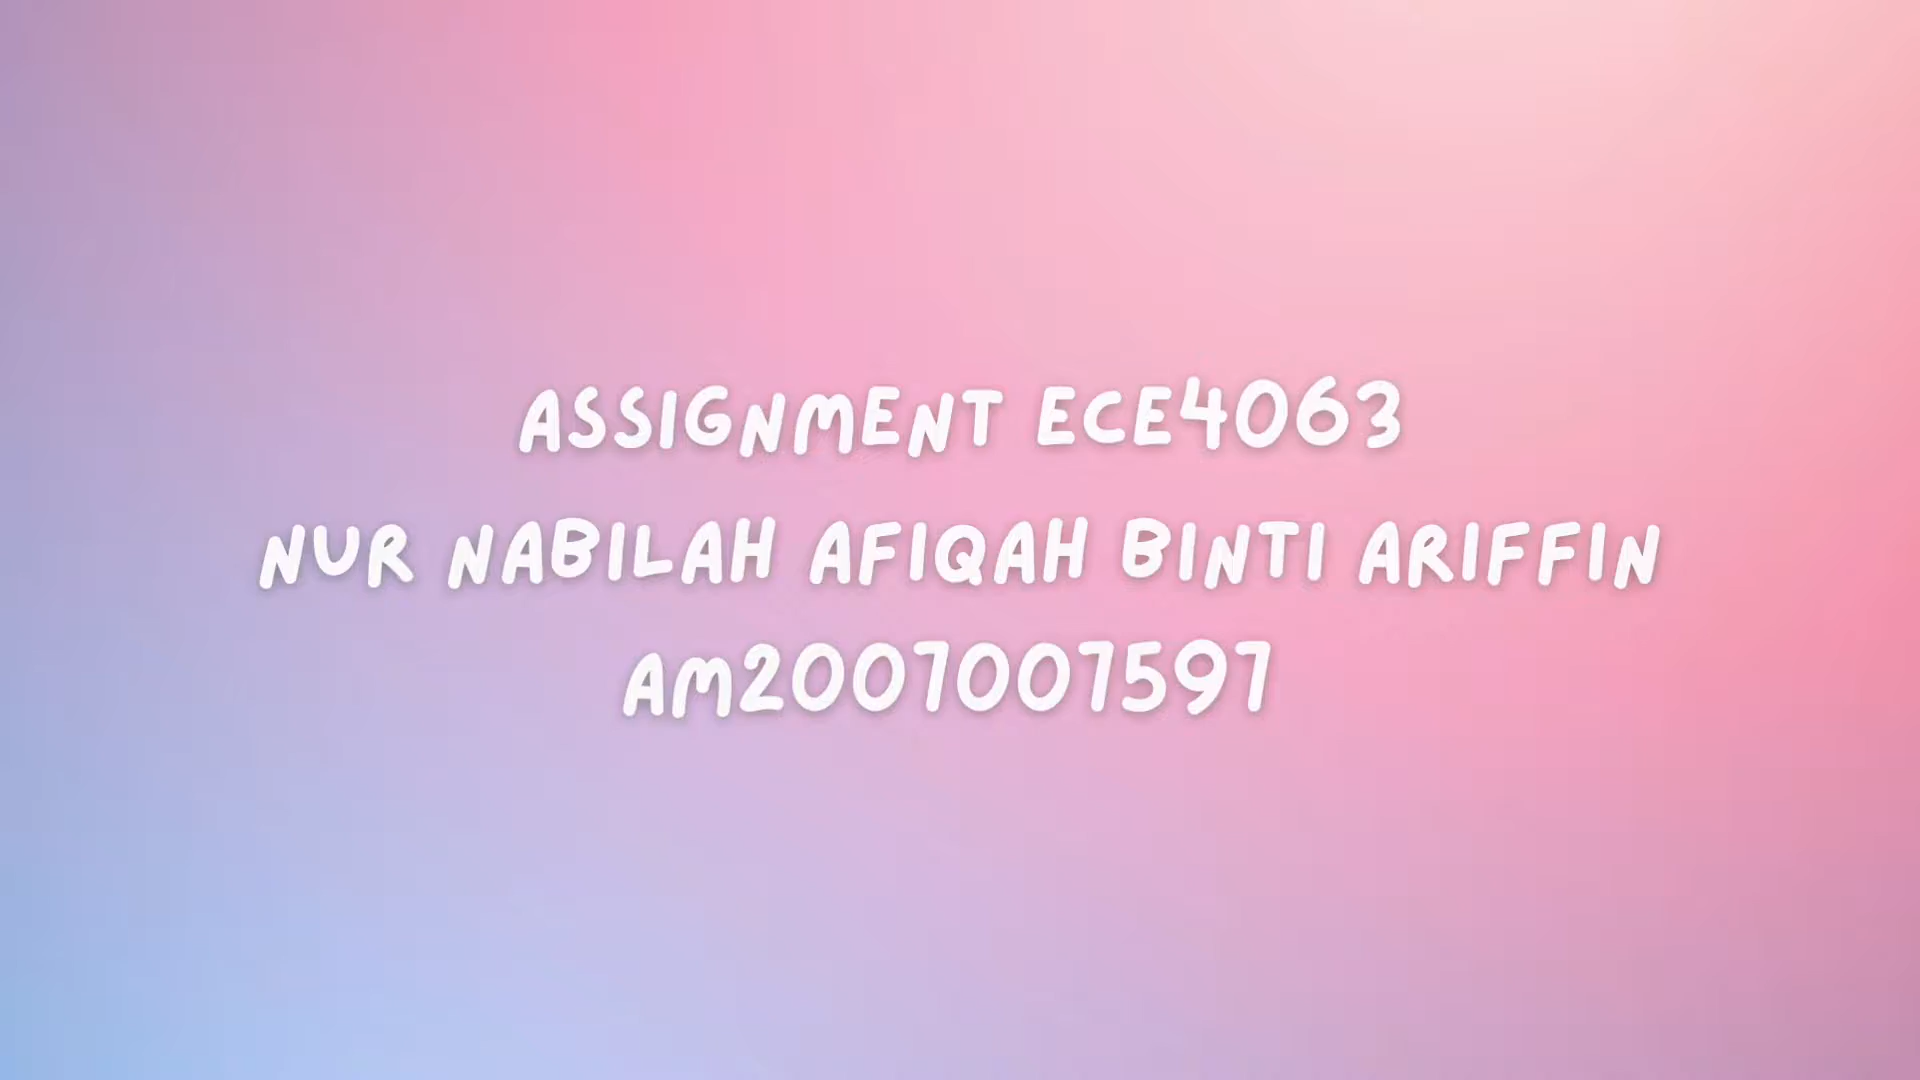 ASSIGNMENT ECE4063
NUR NABILAH AFIQAH BINTI ARIFFIN
AM2007007597